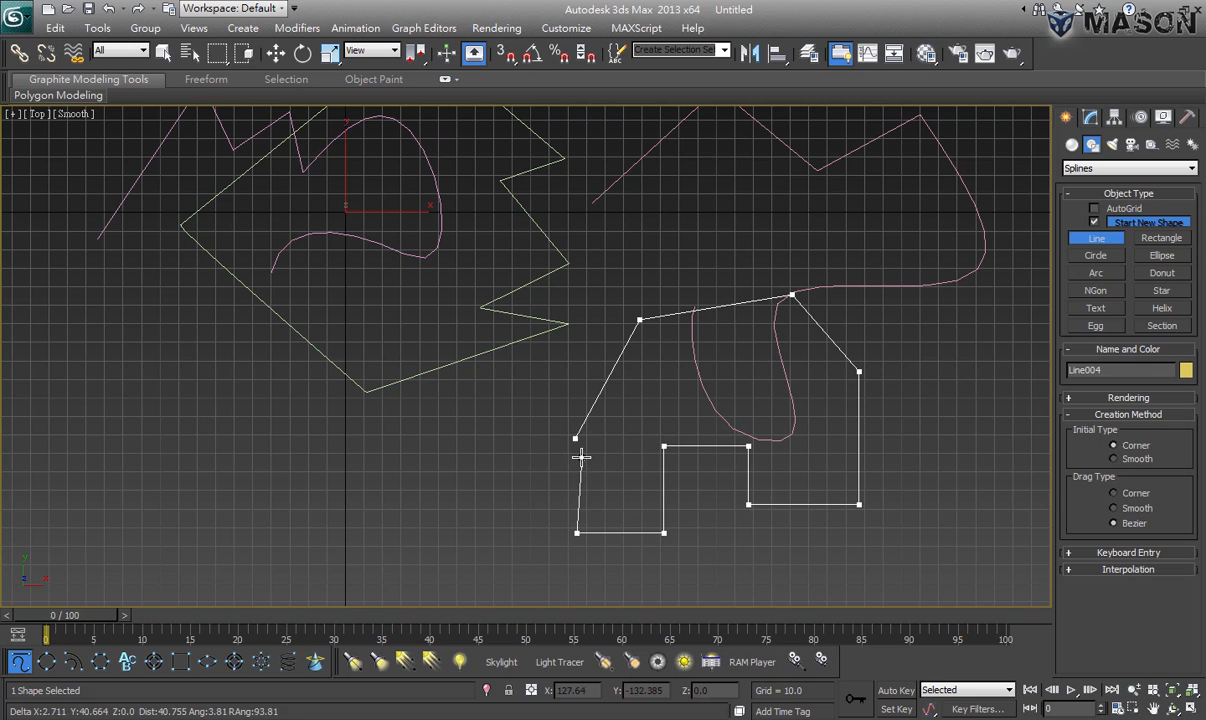 Workspace: Default
Autodesk 3ds Max 2013 x64    Untitled
MASON
Edit Tools Group Views Create Modifiers Animation Graph Editors Rendering Customize MAXScript
All View Create Selection Se
Graphite Modeling Tools Freeform Selection Object Paint
Polygon Modeling
[+] [Top] [Smooth]
y
x
Splines
- Object Type
AutoGrid
Start New Shape
Line Rectangle
Circle Ellipse
Arc Donut
NGon Star
Text Helix
Egg Section
- Name and Color
Line004
+ Rendering
- Creation Method
Initial Type
Corner
Smooth
Drag Type
Corner
Smooth
Bezier
+ Keyboard Entry
+ Interpolation
y
z
x
< 0 / 100 >
0 5 10 15 20 25 30 35 40 45 50 55 60 65 70 75 80 85 90 95 100
Skylight Light Tracer RAM Player
1 Shape Selected X: 127.64 Y: -132.385 Z: 0.0 Grid = 10.0 Auto Key Selected
Delta X:2.711 Y:40.664 Z:0.0 Dist:40.755 Ang:3.81 RAng:93.81 Add Time Tag Set Key Key Filters... 0